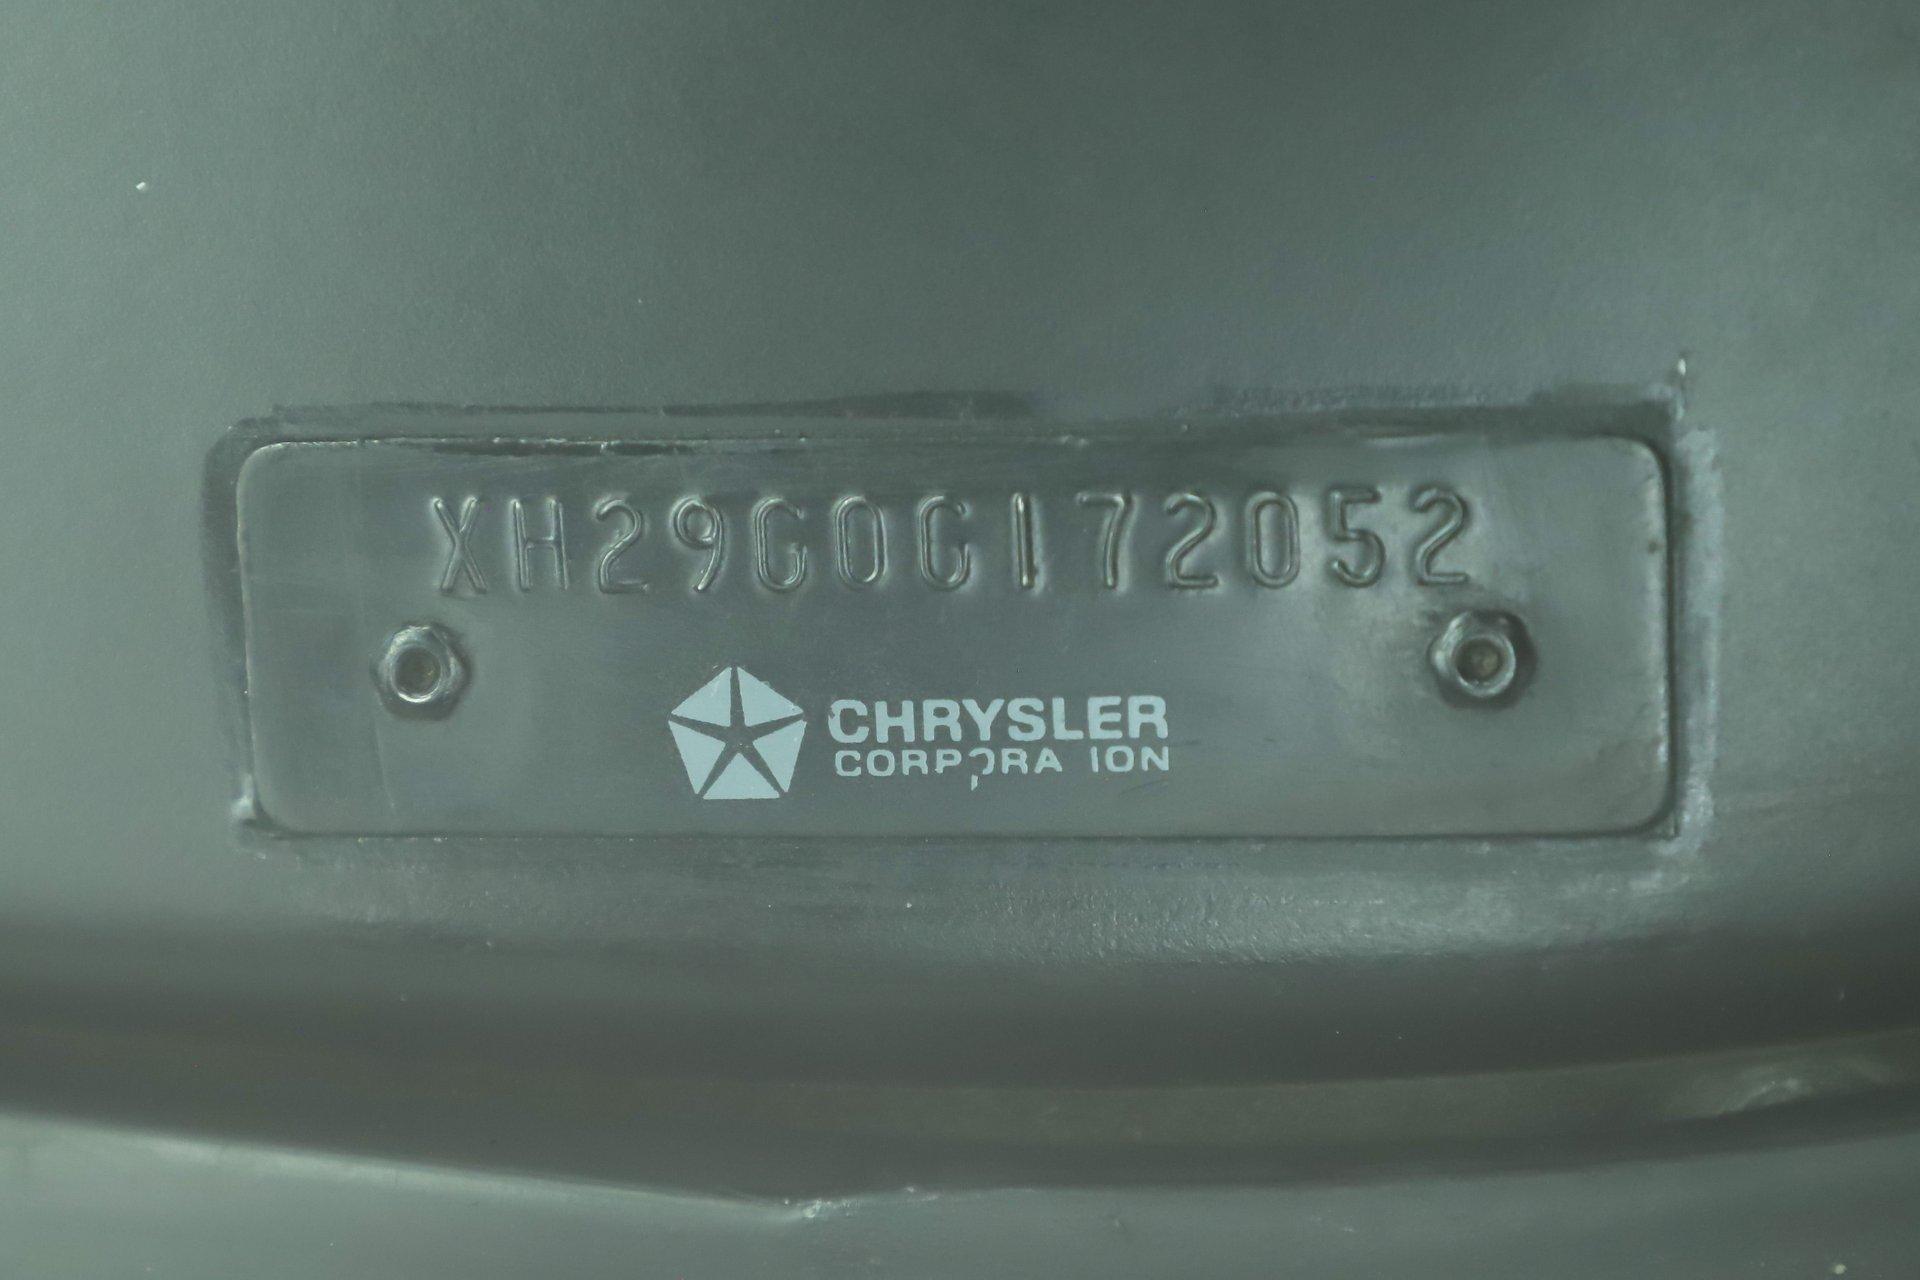 XH29G0G172052
CHRYSLER
CORPORA ION